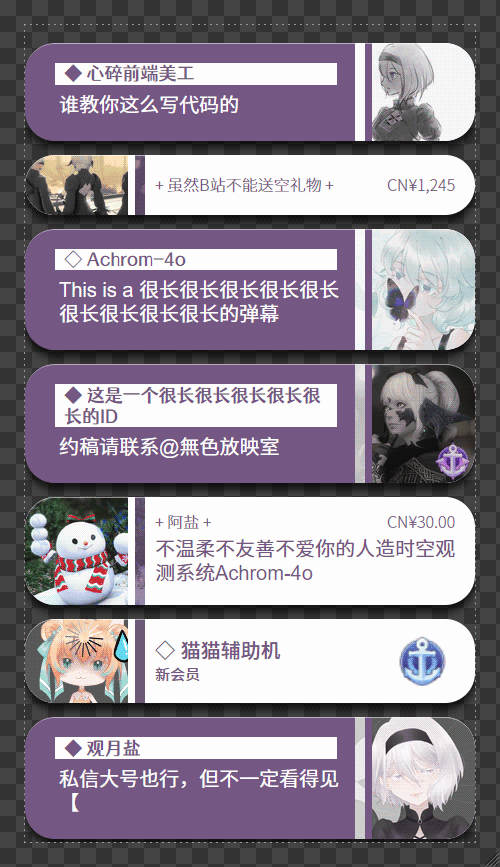 ◆ 心碎前端美工
谁教你这么写代码的
+ 虽然B站不能送空礼物 +
CN¥1,245
◇ Achrom-4o
This is a 很长很长很长很长很长
很长很长很长很长的弹幕
◆ 这是一个很长很长很长很长很
长的ID
约稿请联系@無色放映室
+ 阿盐 +
CN¥30.00
不温柔不友善不爱你的人造时空观
测系统Achrom-4o
◇ 猫猫辅助机
新会员
◆ 观月盐
私信大号也行，但不一定看得见
【